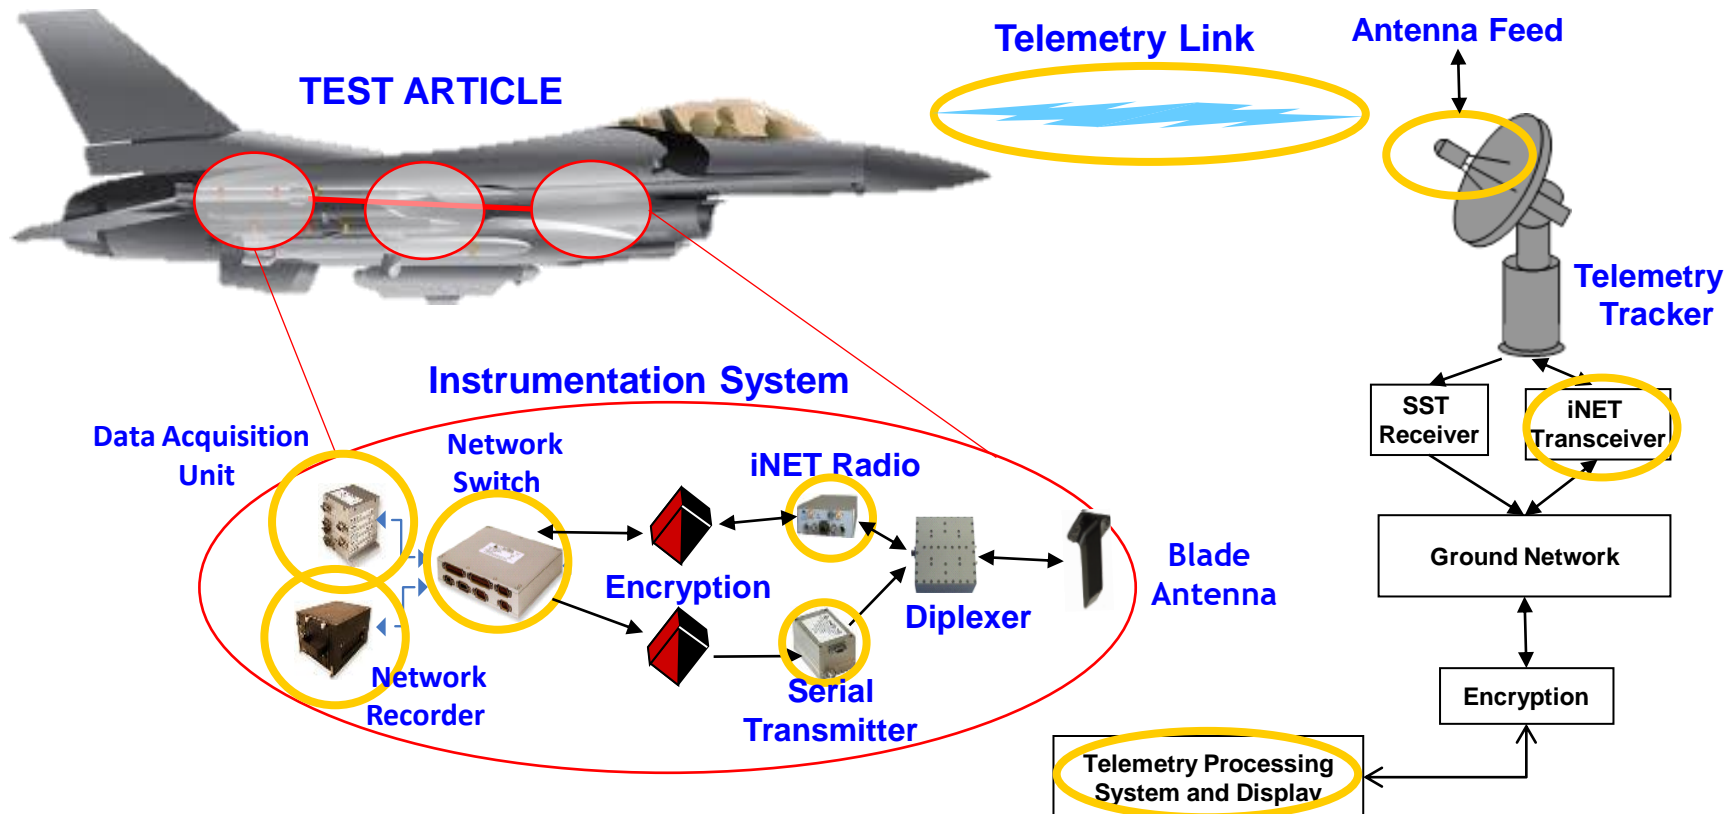 Telemetry Link
Antenna Feed
TEST ARTICLE
Telemetry
Tracker
Instrumentation System
SST
Receiver
iNET
Transceiver
Data Acquisition
Unit
Network
Switch
iNET Radio
Ground Network
Encryption
Blade
Antenna
Diplexer
Network
Recorder
Serial
Transmitter
Encryption
Telemetry Processing
System and Display